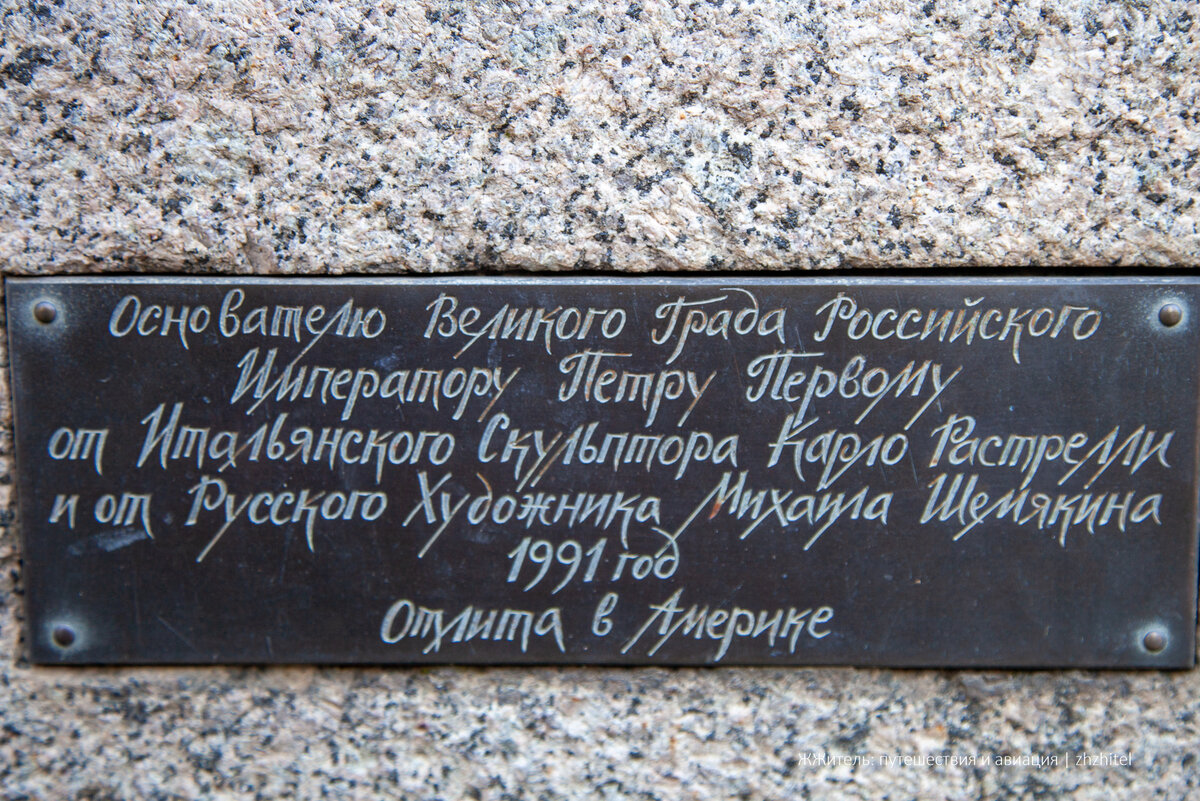 Основателю Великого Града Российского
Императору Петру Первому
от Итальянского Скульптора Карло Растрелли
и от Русского Художника Михаила Шемякина
1991 год
Отлита в Америке
ЖЖитель: путешествия и авиация | zhzhitel